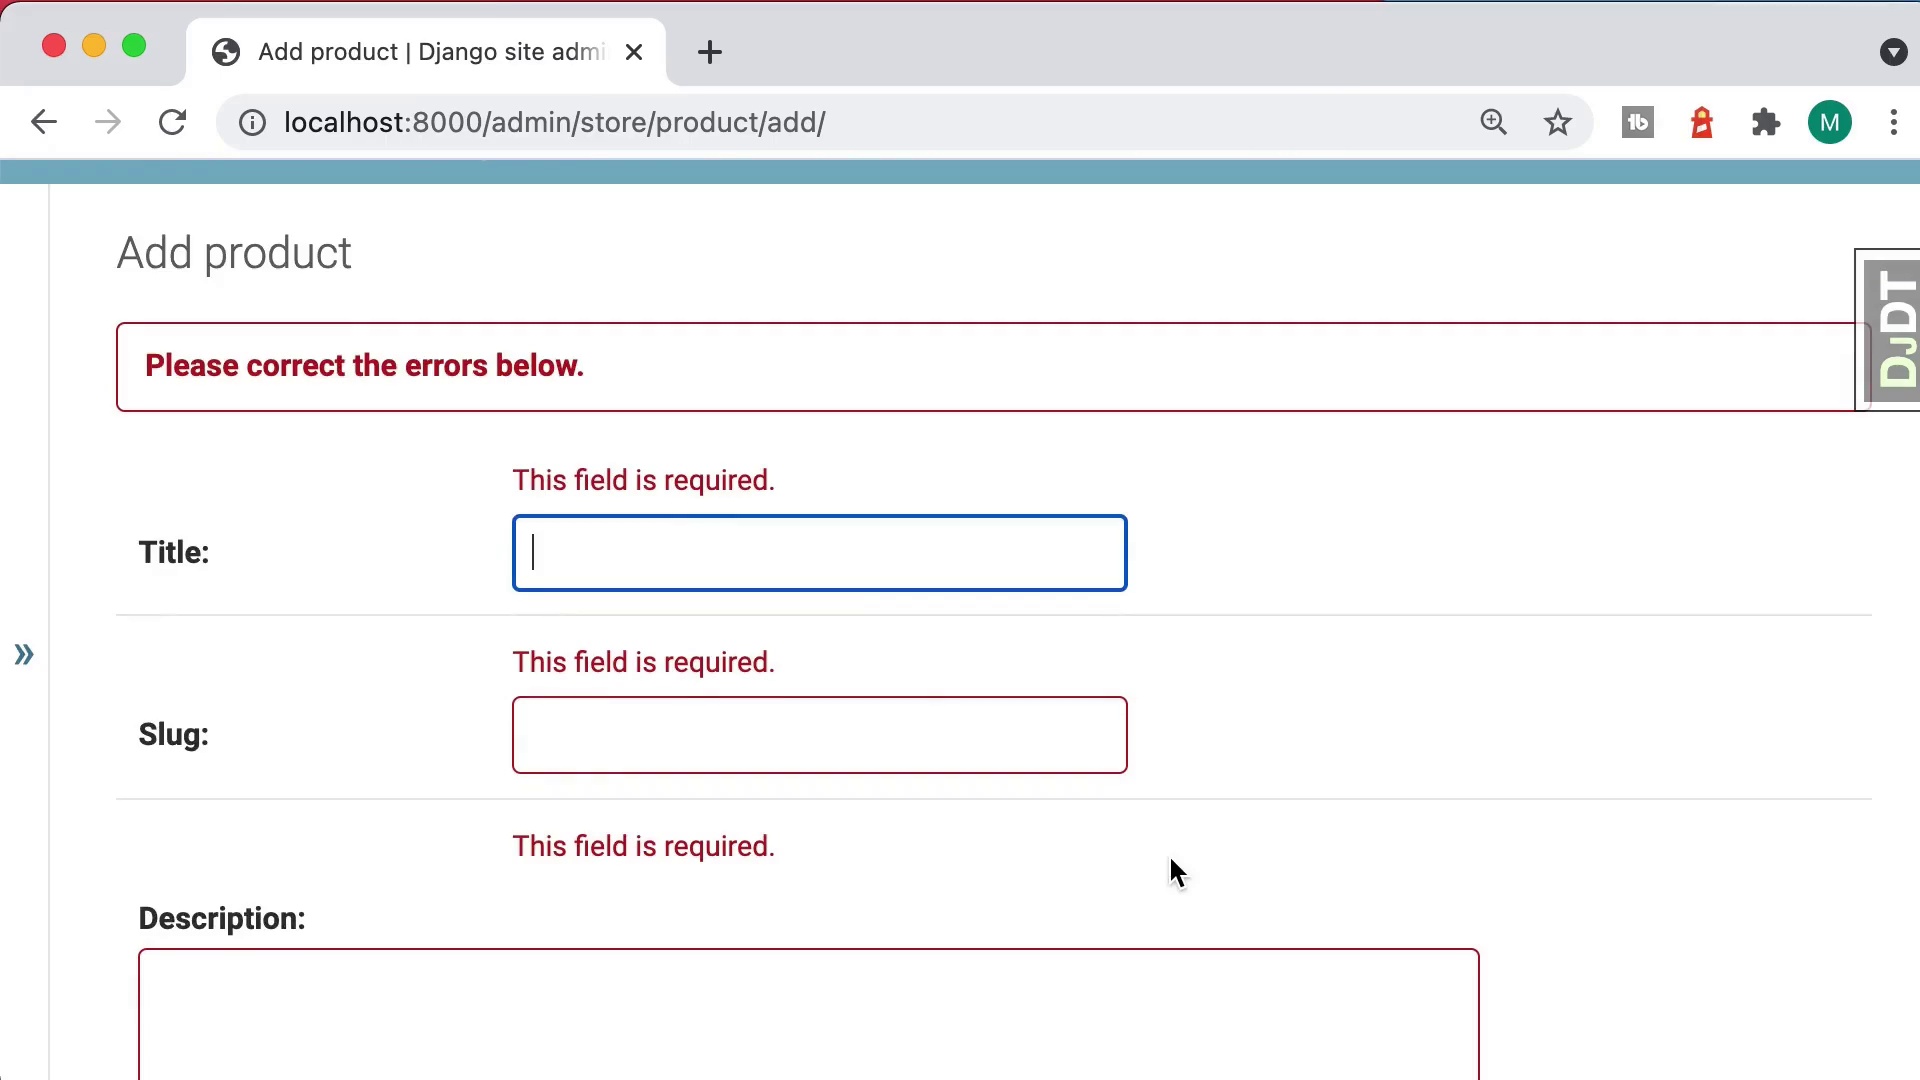 Add product | Django site admi
localhost:8000/admin/store/product/add/
M
Add product
DJDT
Please correct the errors below.
This field is required.
Title:
This field is required.
Slug:
This field is required.
Description: